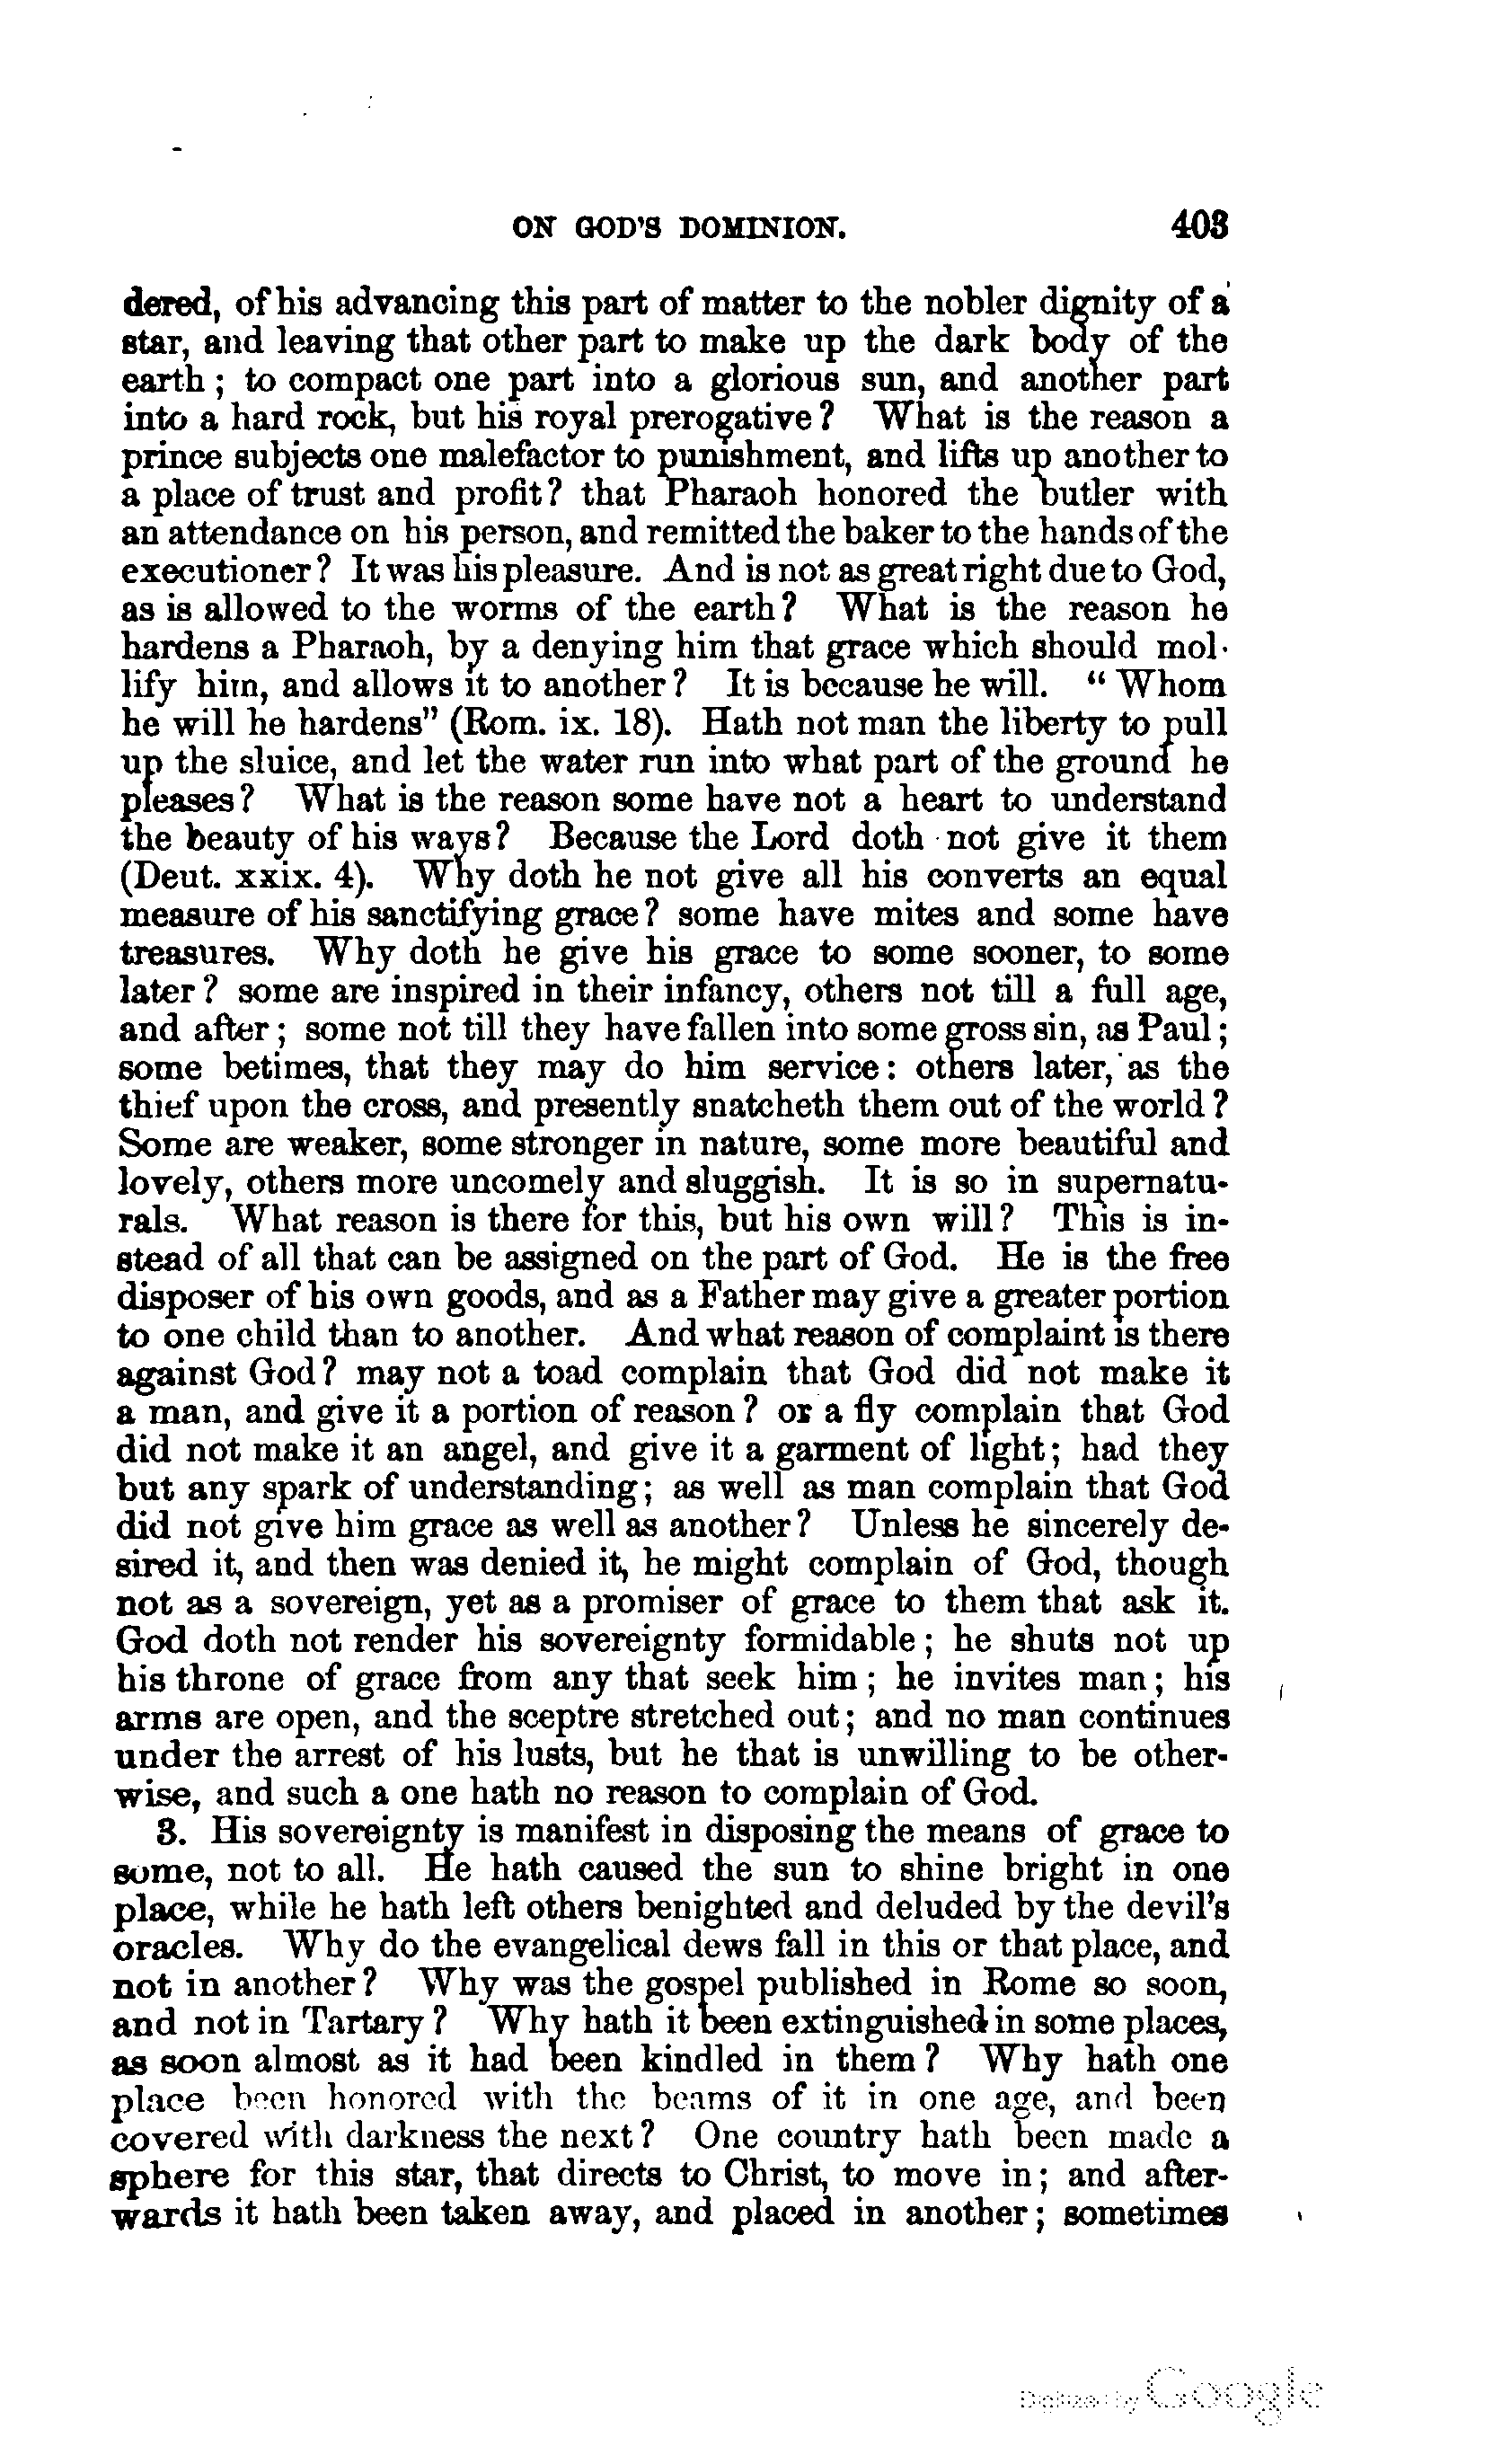 ON GOD'S DOMINION. 403
dered, of his advancing this part of matter to the nobler dignity of a
star, and leaving that other part to make up the dark body of the
earth; to compact one part into a glorious sun, and another part
into a hard rock, but his royal prerogative? What is the reason a
prince subjects one malefactor to punishment, and lifts up another to
a place of trust and profit? that Pharaoh honored the butler with
an attendance on his person, and remitted the baker to the hands of the
executioner? It was his pleasure. And is not as great right due to God,
as is allowed to the worms of the earth? What is the reason he
hardens a Pharaoh, by a denying him that grace which should mol-
lify him, and allows it to another? It is because he will. "Whom
he will he hardens" (Rom. ix. 18). Hath not man the liberty to pull
up the sluice, and let the water run into what part of the ground he
pleases? What is the reason some have not a heart to understand
the beauty of his ways? Because the Lord doth not give it them
(Deut. xxix. 4). Why doth he not give all his converts an equal
measure of his sanctifying grace? some have mites and some have
treasures. Why doth he give his grace to some sooner, to some
later? some are inspired in their infancy, others not till a full age,
and after; some not till they have fallen into some gross sin, as Paul;
some betimes, that they may do him service: others later, as the
thief upon the cross, and presently snatcheth them out of the world?
Some are weaker, some stronger in nature, some more beautiful and
lovely, others more uncomely and sluggish. It is so in supernatu-
rals. What reason is there for this, but his own will? This is in-
stead of all that can be assigned on the part of God. He is the free
disposer of his own goods, and as a Father may give a greater portion
to one child than to another. And what reason of complaint is there
against God? may not a toad complain that God did not make it
a man, and give it a portion of reason? or a fly complain that God
did not make it an angel, and give it a garment of light; had they
but any spark of understanding; as well as man complain that God
did not give him grace as well as another? Unless he sincerely de-
sired it, and then was denied it, he might complain of God, though
not as a sovereign, yet as a promiser of grace to them that ask it.
God doth not render his sovereignty formidable; he shuts not up
his throne of grace from any that seek him; he invites man; his
arms are open, and the sceptre stretched out; and no man continues
under the arrest of his lusts, but he that is unwilling to be other-
wise, and such a one hath no reason to complain of God.
3. His sovereignty is manifest in disposing the means of grace to
some, not to all. He hath caused the sun to shine bright in one
place, while he hath left others benighted and deluded by the devil's
oracles. Why do the evangelical dews fall in this or that place, and
not in another? Why was the gospel published in Rome so soon,
and not in Tartary? Why hath it been extinguished in some places,
as soon almost as it had been kindled in them? Why hath one
place been honored with the beams of it in one age, and been
covered with darkness the next? One country hath been made a
sphere for this star, that directs to Christ, to move in; and after-
wards it hath been taken away, and placed in another; sometimes
Digitized by Google